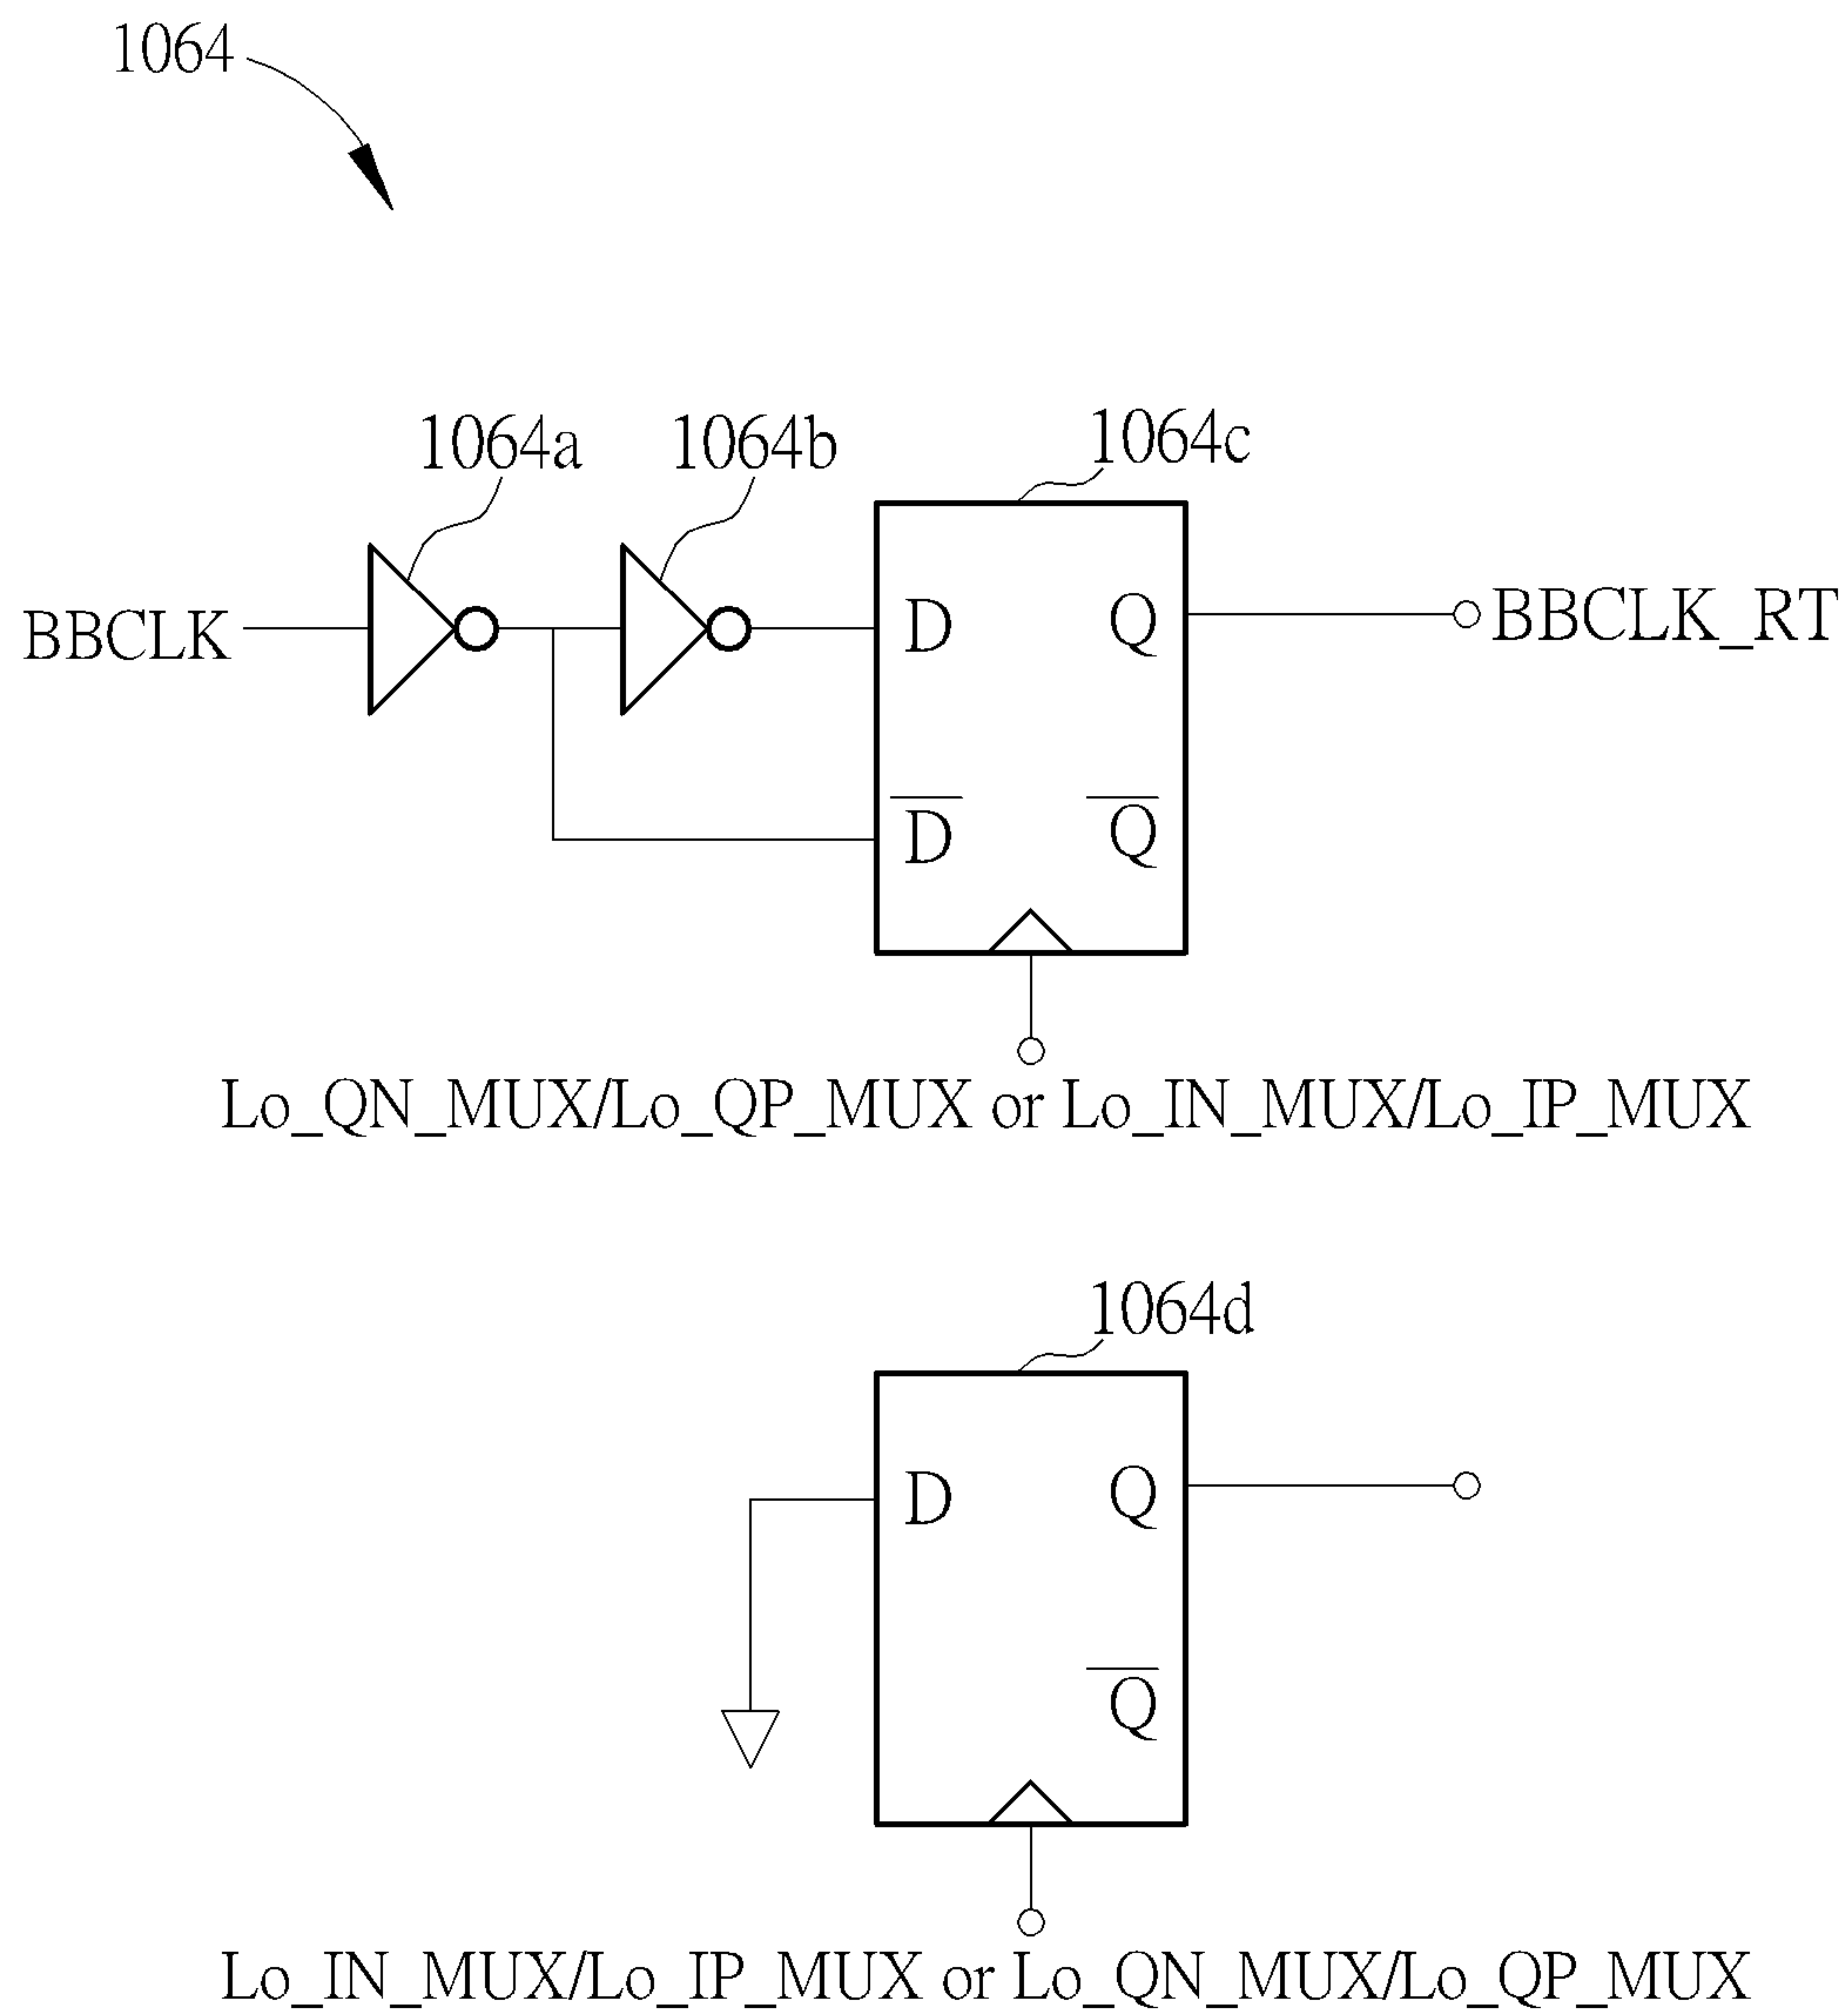 1064
1064a 1064b 1064c
BBCLK D Q BBCLK_RT
D̅ Q̅
Lo_QN_MUX/Lo_QP_MUX or Lo_IN_MUX/Lo_IP_MUX
1064d
D Q
Q̅
Lo_IN_MUX/Lo_IP_MUX or Lo_QN_MUX/Lo_QP_MUX